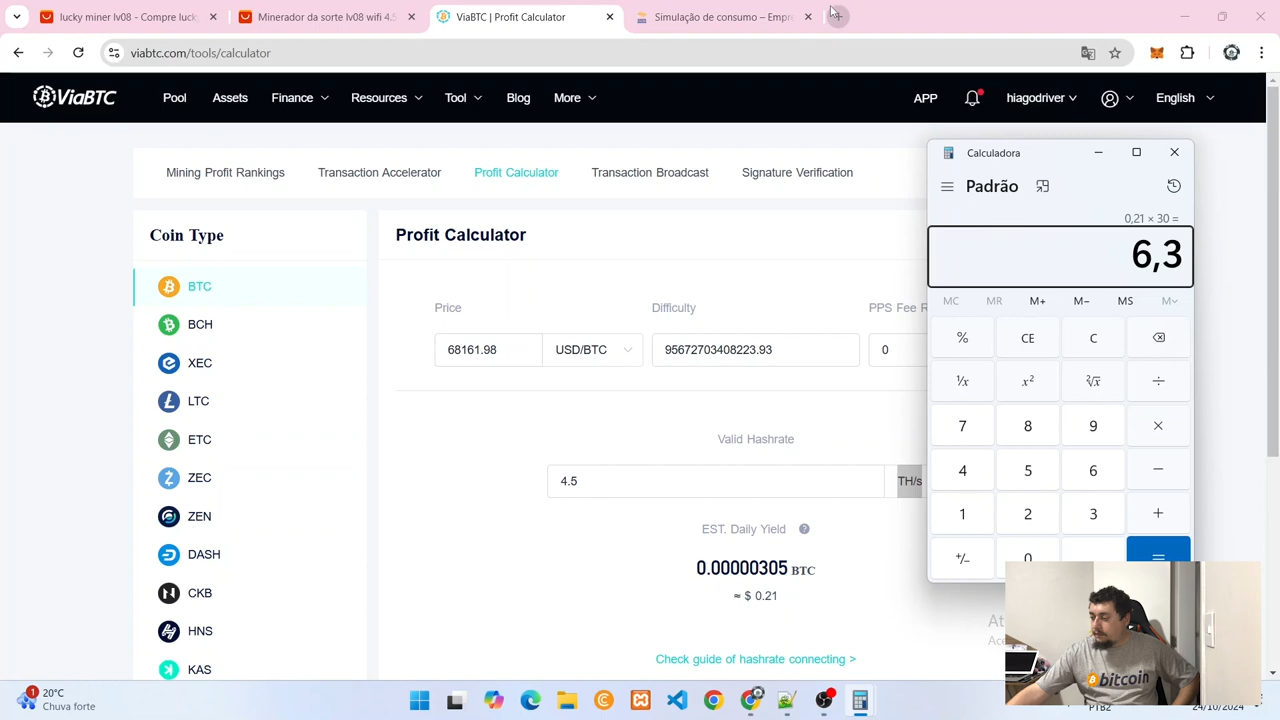 lucky miner lv08 - Compre lucky
Minerador da sorte lv08 wifi 4.5
ViaBTC | Profit Calculator
Simulação de consumo – Empre
viabtc.com/tools/calculator
ViaBTC
Pool
Assets
Finance
Resources
Tool
Blog
More
APP
hiagodriver
English
Mining Profit Rankings
Transaction Accelerator
Profit Calculator
Transaction Broadcast
Signature Verification
Coin Type
BTC
BCH
XEC
LTC
ETC
ZEC
ZEN
DASH
CKB
HNS
KAS
Profit Calculator
Price
Difficulty
PPS Fee R
68161.98
USD/BTC
95672703408223.93
0
Valid Hashrate
4.5
TH/s
EST. Daily Yield
0.00000305 BTC
≈ $ 0.21
Check guide of hashrate connecting >
Calculadora
Padrão
0,21 × 30 =
6,3
MC MR M+ M− MS M
% CE C
¹/x x² ²√x ÷
7 8 9 ×
4 5 6 −
1 2 3 +
+/− 0 =
bitcoin
1
20°C
Chuva forte
PTB2
24/10/2024